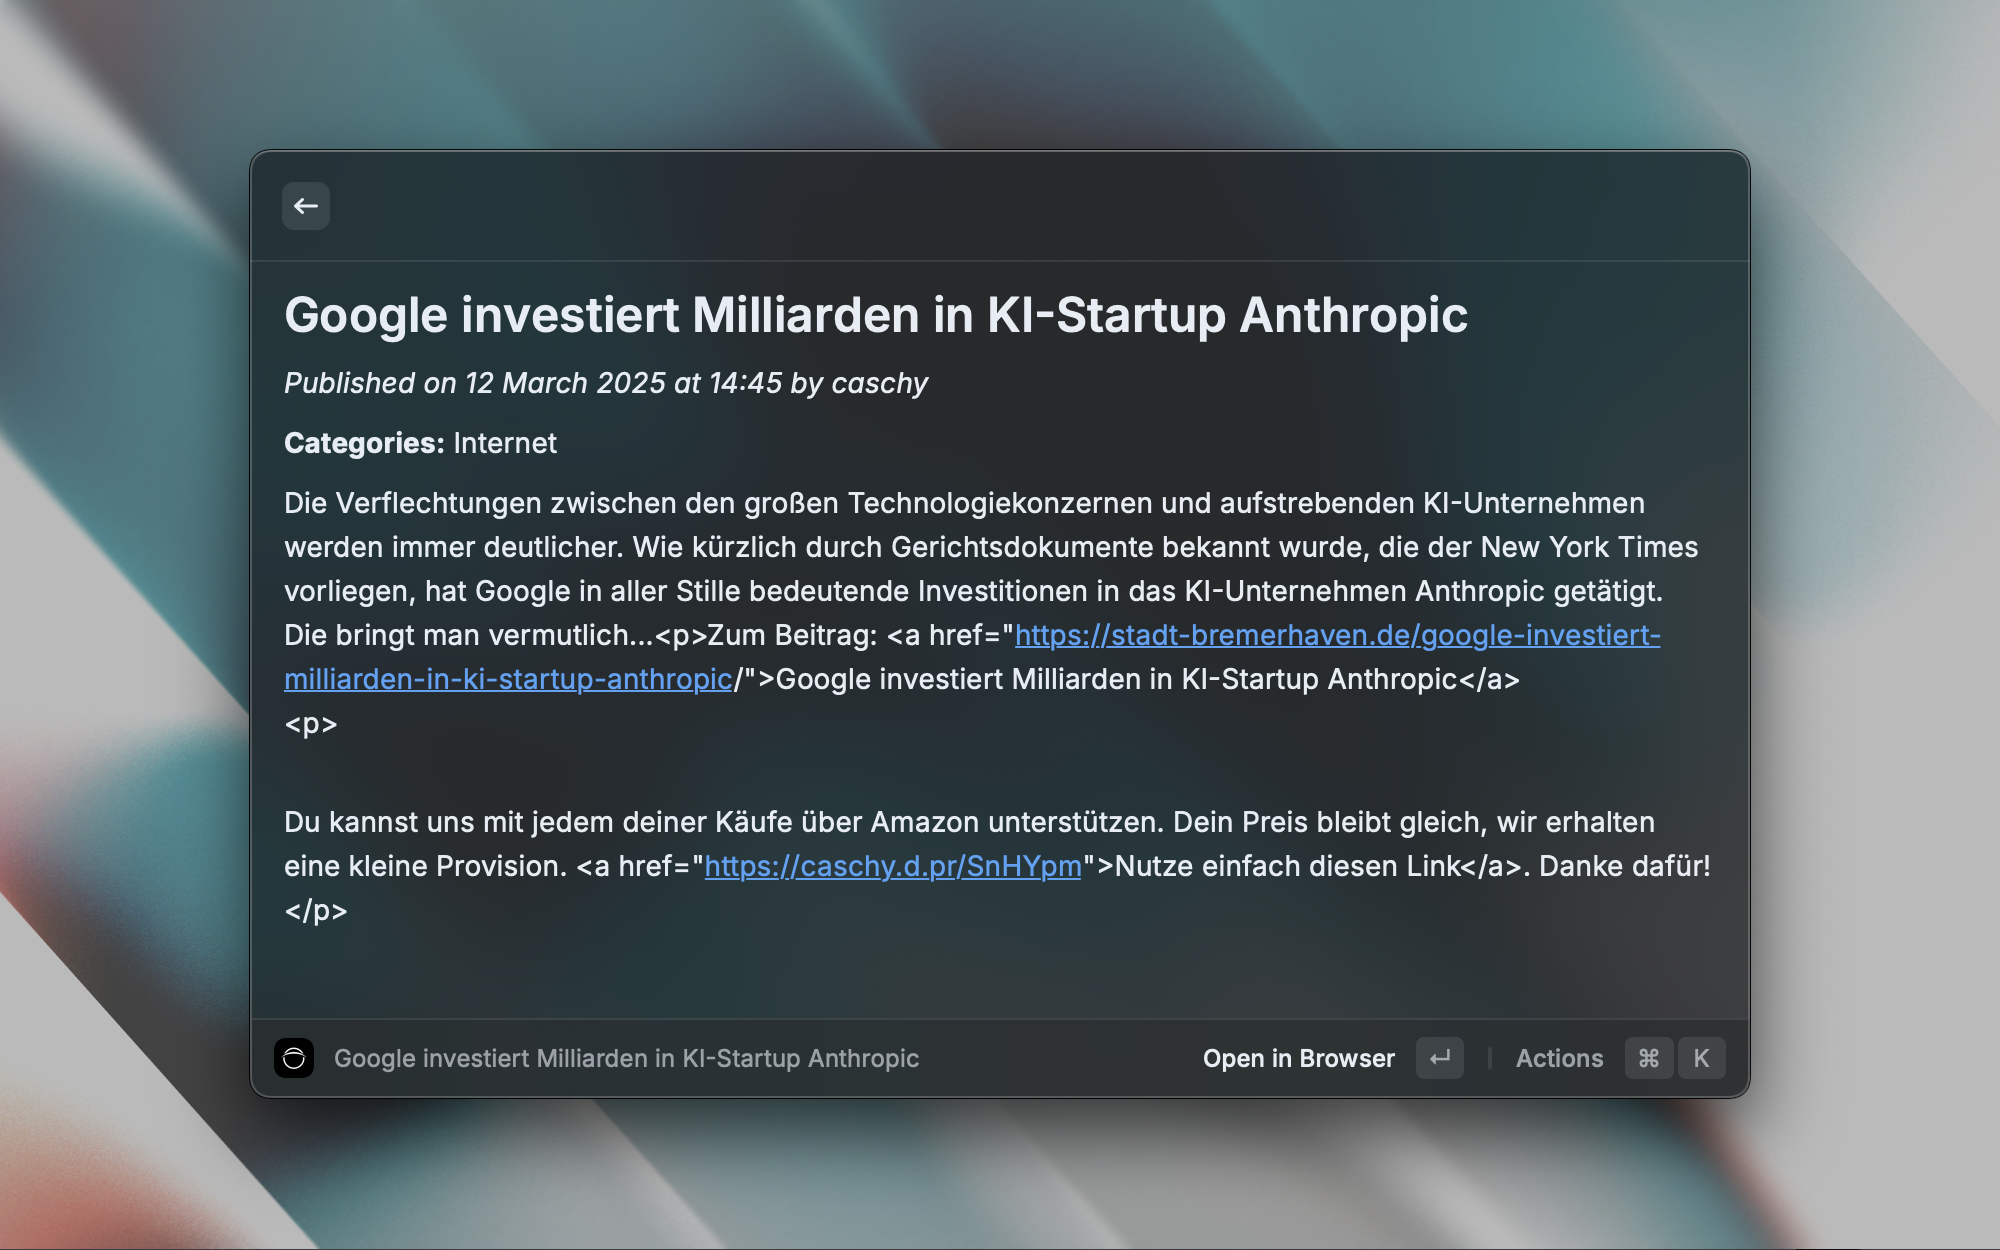 Google investiert Milliarden in KI-Startup Anthropic
Published on 12 March 2025 at 14:45 by caschy
Categories: Internet
Die Verflechtungen zwischen den großen Technologiekonzernen und aufstrebenden KI-Unternehmen
werden immer deutlicher. Wie kürzlich durch Gerichtsdokumente bekannt wurde, die der New York Times
vorliegen, hat Google in aller Stille bedeutende Investitionen in das KI-Unternehmen Anthropic getätigt.
Die bringt man vermutlich...<p>Zum Beitrag: <a href="https://stadt-bremerhaven.de/google-investiert-
milliarden-in-ki-startup-anthropic/">Google investiert Milliarden in KI-Startup Anthropic</a>
<p>
Du kannst uns mit jedem deiner Käufe über Amazon unterstützen. Dein Preis bleibt gleich, wir erhalten
eine kleine Provision. <a href="https://caschy.d.pr/SnHYpm">Nutze einfach diesen Link</a>. Danke dafür!
</p>
Google investiert Milliarden in KI-Startup Anthropic
Open in Browser ↵ | Actions ⌘ K